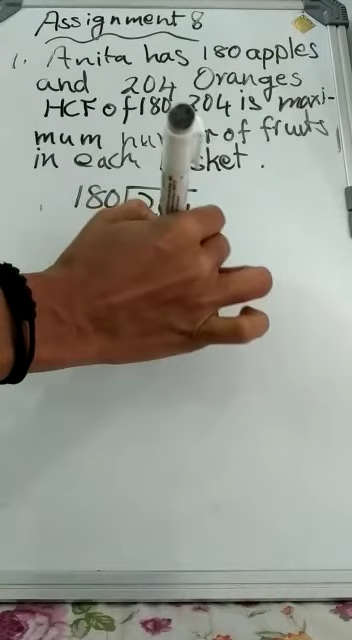 Assignment 8
1. Anita has 180 apples
and 204 Oranges
HCF of 180 204 is maxi-
mum of fruits
in each
180